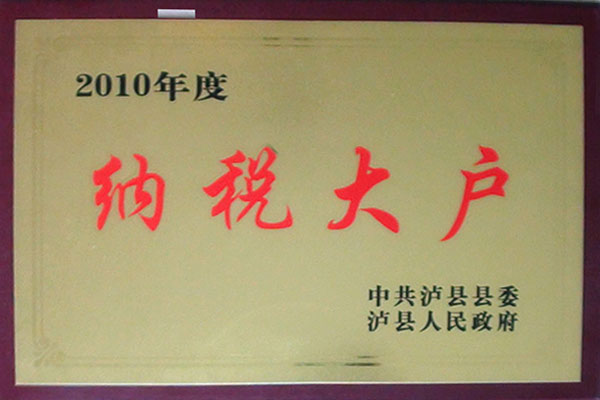 2010年度
纳税大户
中共泸县县委
泸县人民政府